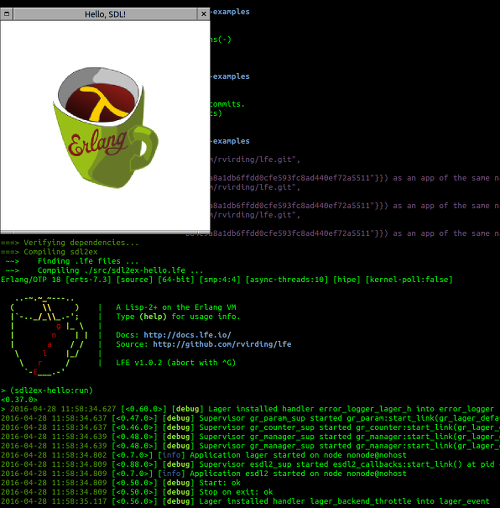 Hello, SDL!
-examples
ns(-)
-examples
commits.
ts)
-examples
Erlang
m/rvirding/lfe.git",
a8a1db6ffdd0cfe593fc8ad440ef72a5511"}}) as an app of the same n
m/rvirding/lfe.git",
a8a1db6ffdd0cfe593fc8ad440ef72a5511"}}) as an app of the same n
m/rvirding/lfe.git",
a8a1db6ffdd0cfe593fc8ad440ef72a5511"}}) as an app of the same n
===> Verifying dependencies...
===> Compiling sdl2ex
~~> Finding .lfe files ...
~~> Compiling ./src/sdl2ex-hello.lfe ...
Erlang/OTP 18 [erts-7.3] [source] [64-bit] [smp:4:4] [async-threads:10] [hipe] [kernel-poll:false]
..-~.~_~---..
( \\ ) | A Lisp-2+ on the Erlang VM
|`-.._/_\\_.-': | Type (help) for usage info.
| g |_ \ |
| n | | | Docs: http://docs.lfe.io/
| a / / | Source: http://github.com/rvirding/lfe
\ l |_/ |
\ r / | LFE v1.0.2 (abort with ^G)
`-E___.-'
> (sdl2ex-hello:run)
<0.37.0>
> 2016-04-28 11:58:34.627 [<0.60.0>] [debug] Lager installed handler error_logger_lager_h into error_logger
2016-04-28 11:58:34.637 [<0.47.0>] [debug] Supervisor gr_param_sup started gr_param:start_link(gr_lager_defau
2016-04-28 11:58:34.637 [<0.46.0>] [debug] Supervisor gr_counter_sup started gr_counter:start_link(gr_lager_d
2016-04-28 11:58:34.639 [<0.48.0>] [debug] Supervisor gr_manager_sup started gr_manager:start_link(gr_lager_d
2016-04-28 11:58:34.639 [<0.48.0>] [debug] Supervisor gr_manager_sup started gr_manager:start_link(gr_lager_d
2016-04-28 11:58:34.802 [<0.7.0>] [info] Application lager started on node nonode@nohost
2016-04-28 11:58:34.809 [<0.88.0>] [debug] Supervisor esdl2_sup started esdl2_callbacks:start_link() at pid
2016-04-28 11:58:34.809 [<0.7.0>] [info] Application esdl2 started on node nonode@nohost
2016-04-28 11:58:34.809 [<0.50.0>] [debug] Start: ok
2016-04-28 11:58:34.809 [<0.50.0>] [debug] Stop on exit: ok
2016-04-28 11:58:35.117 [<0.56.0>] [debug] Lager installed handler lager_backend_throttle into lager_event